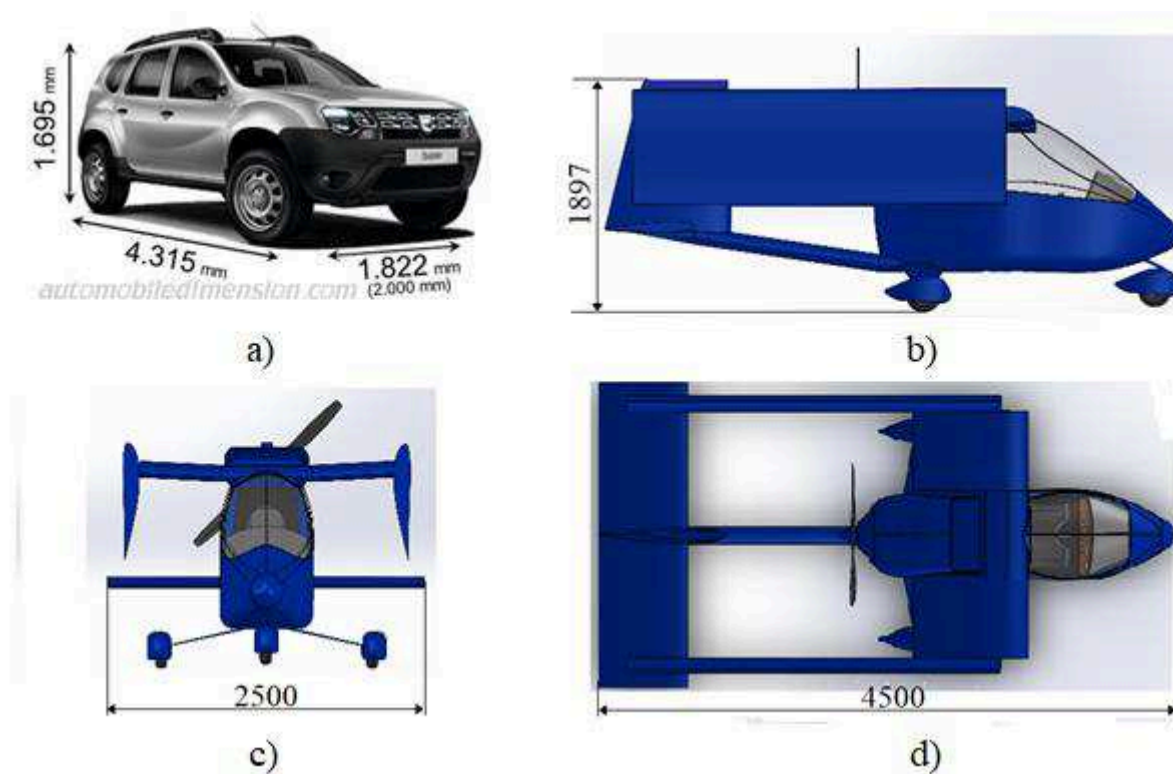 1.695 mm
4.315 mm
1.822 mm
(2.000 mm)
automobiledimension.com
a)
1897
b)
2500
c)
4500
d)